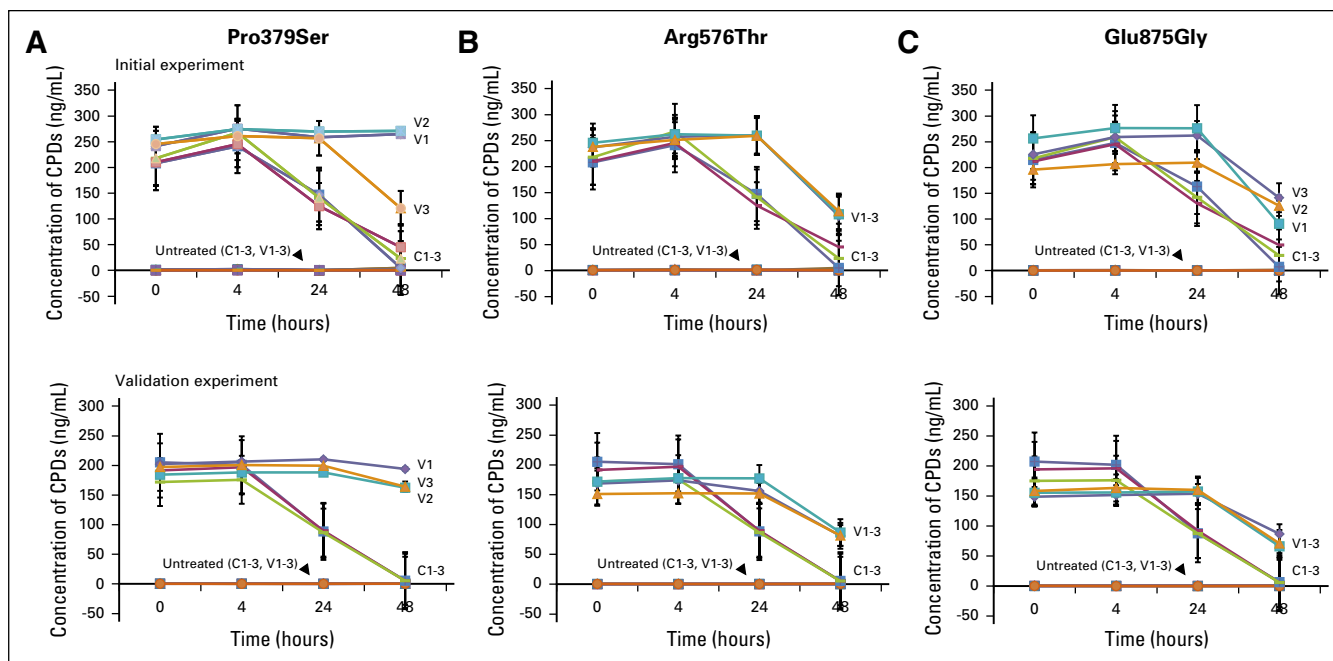 A
Pro379Ser
B
Arg576Thr
C
Glu875Gly
Initial experiment
Concentration of CPDs (ng/mL)
350
300
250
200
150
100
50
0
-50
V2
V1
V3
C1-3
Untreated (C1-3, V1-3)
0
4
24
48
Time (hours)
Concentration of CPDs (ng/mL)
350
300
250
200
150
100
50
0
-50
V1-3
C1-3
Untreated (C1-3, V1-3)
0
4
24
48
Time (hours)
Concentration of CPDs (ng/mL)
350
300
250
200
150
100
50
0
-50
V3
V2
V1
C1-3
Untreated (C1-3, V1-3)
0
4
24
48
Time (hours)
Validation experiment
Concentration of CPDs (ng/mL)
300
250
200
150
100
50
0
-50
V1
V3
V2
C1-3
Untreated (C1-3, V1-3)
0
4
24
48
Time (hours)
Concentration of CPDs (ng/mL)
300
250
200
150
100
50
0
-50
V1-3
C1-3
Untreated (C1-3, V1-3)
0
4
24
48
Time (hours)
Concentration of CPDs (ng/mL)
300
250
200
150
100
50
0
-50
V1-3
C1-3
Untreated (C1-3, V1-3)
0
4
24
48
Time (hours)